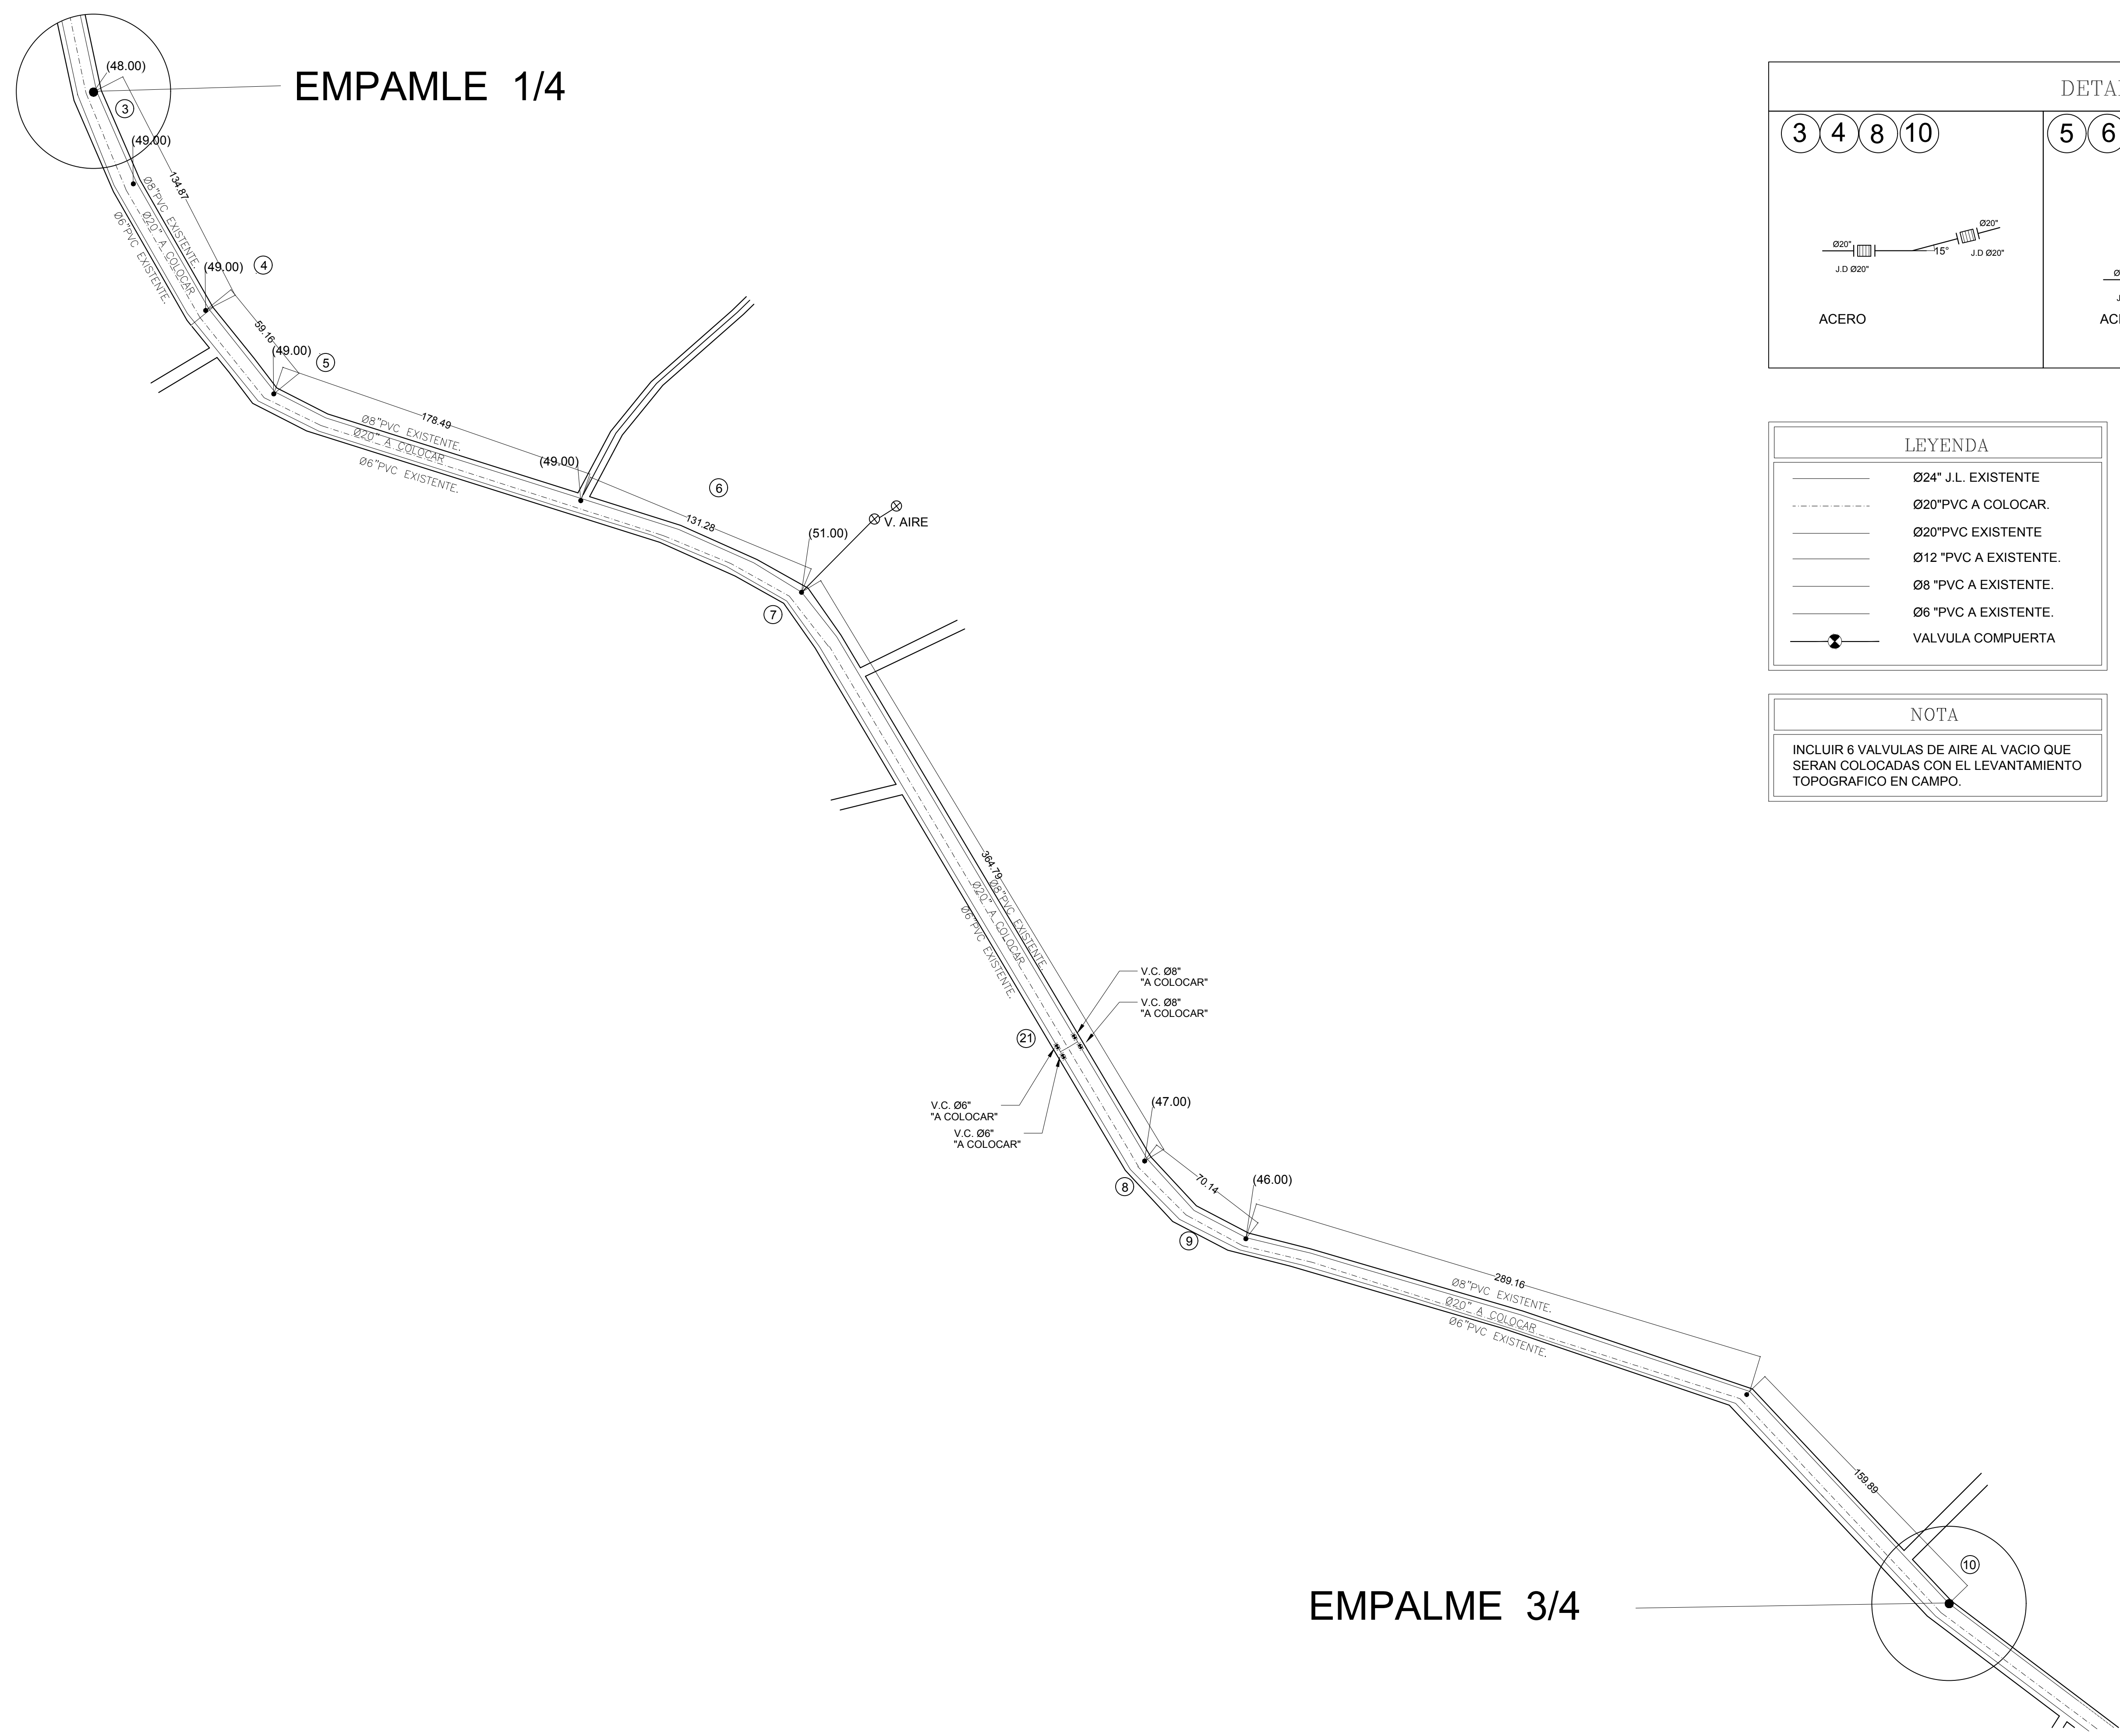 (48.00)
EMPAMLE 1/4
3
(49.00)
134.87
Ø8"PVC EXISTENTE.
Ø20" A COLOCAR
Ø6"PVC EXISTENTE.
(49.00)
4
59.16
(49.00)
5
178.49
Ø8"PVC EXISTENTE.
Ø20" A COLOCAR
Ø6"PVC EXISTENTE.
(49.00)
6
131.28
V. AIRE
(51.00)
7
364.79
Ø8"PVC EXISTENTE.
Ø20" A COLOCAR
Ø6"PVC EXISTENTE.
V.C. Ø8"
"A COLOCAR"
V.C. Ø8"
"A COLOCAR"
21
V.C. Ø6"
"A COLOCAR"
V.C. Ø6"
"A COLOCAR"
(47.00)
8
70.14
(46.00)
9
289.16
Ø8"PVC EXISTENTE.
Ø20" A COLOCAR
Ø6"PVC EXISTENTE.
159.89
10
EMPALME 3/4
3 4 8 10
5 6
Ø20"
15°
Ø20"
J.D Ø20"
J.D Ø20"
ACERO
LEYENDA
Ø24" J.L. EXISTENTE
Ø20"PVC A COLOCAR.
Ø20"PVC EXISTENTE
Ø12 "PVC A EXISTENTE.
Ø8 "PVC A EXISTENTE.
Ø6 "PVC A EXISTENTE.
VALVULA COMPUERTA
NOTA
INCLUIR 6 VALVULAS DE AIRE AL VACIO QUE
SERAN COLOCADAS CON EL LEVANTAMIENTO
TOPOGRAFICO EN CAMPO.